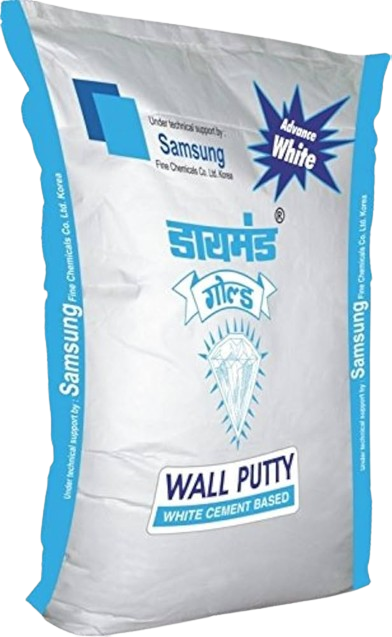 Under technical support by :
Samsung
Fine Chemicals Co. Ltd. Korea
Advance
White
डायमंड®
गोल्ड
WALL PUTTY
WHITE CEMENT BASED
Under technical support by : Samsung Fine Chemicals Co. Ltd. Korea
Under technical support by : Samsung Fine Chemicals Co. Ltd. Korea